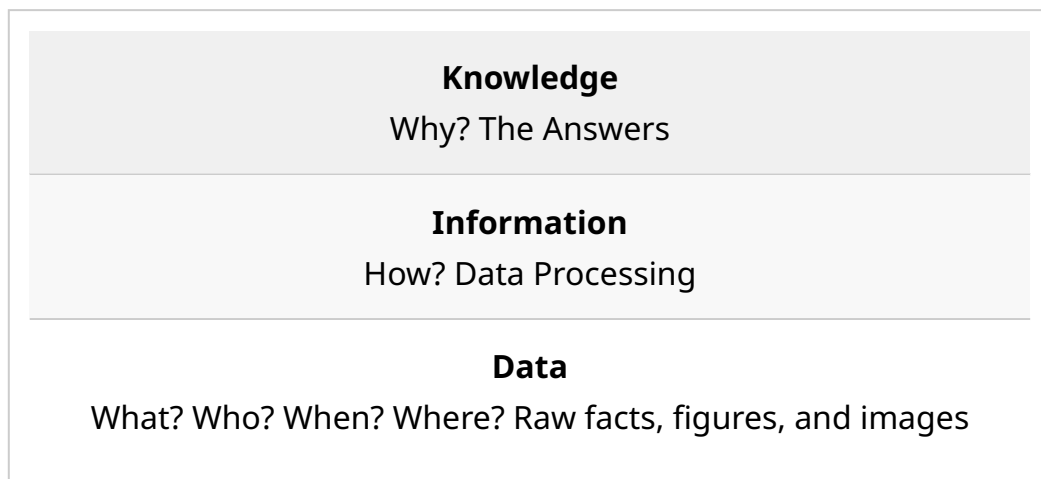 Knowledge
Why? The Answers
Information
How? Data Processing
Data
What? Who? When? Where? Raw facts, figures, and images